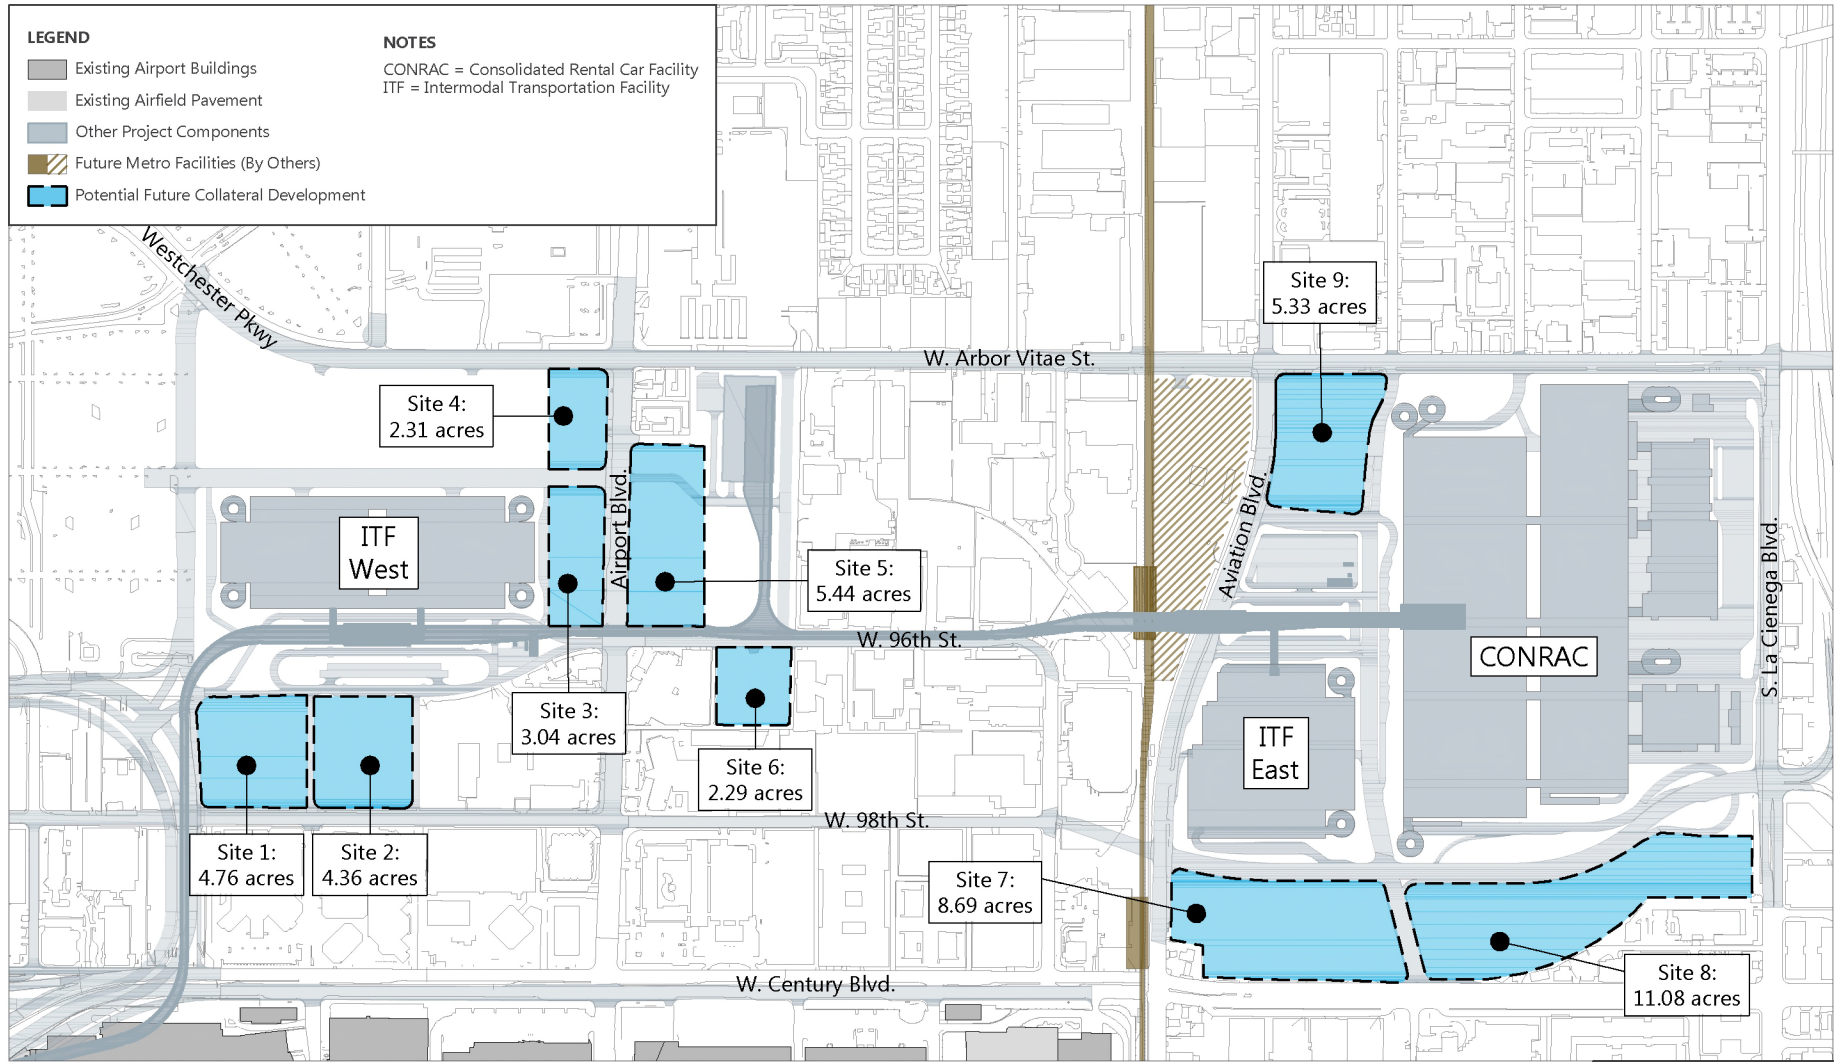 LEGEND
Existing Airport Buildings
Existing Airfield Pavement
Other Project Components
Future Metro Facilities (By Others)
Potential Future Collateral Development
NOTES
CONRAC = Consolidated Rental Car Facility
ITF = Intermodal Transportation Facility
Westchester Pkwy
W. Arbor Vitae St.
Site 9:
5.33 acres
Site 4:
2.31 acres
Airport Blvd.
Aviation Blvd.
S. La Cienega Blvd.
ITF
West
Site 5:
5.44 acres
W. 96th St.
CONRAC
Site 3:
3.04 acres
Site 6:
2.29 acres
ITF
East
W. 98th St.
Site 1:
4.76 acres
Site 2:
4.36 acres
Site 7:
8.69 acres
W. Century Blvd.
Site 8:
11.08 acres